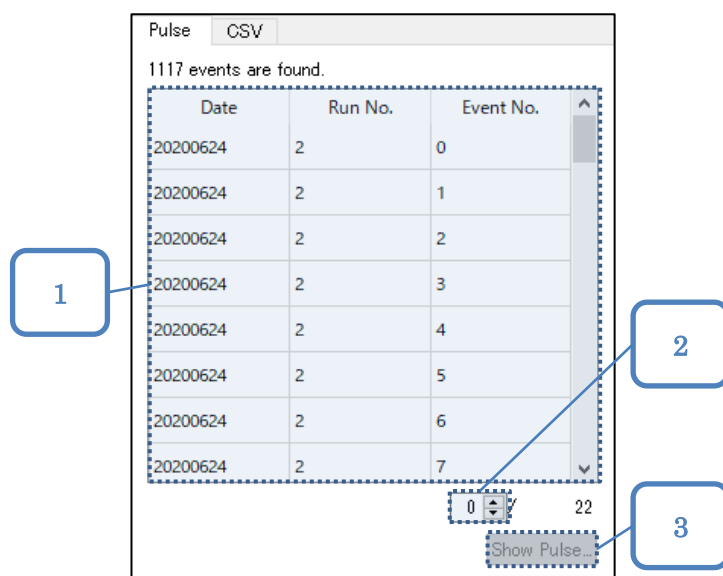 Pulse CSV
1117 events are found.
Date Run No. Event No.
20200624 2 0
20200624 2 1
20200624 2 2
20200624 2 3
20200624 2 4
20200624 2 5
20200624 2 6
20200624 2 7
0 / 22
Show Pulse...
1
2
3